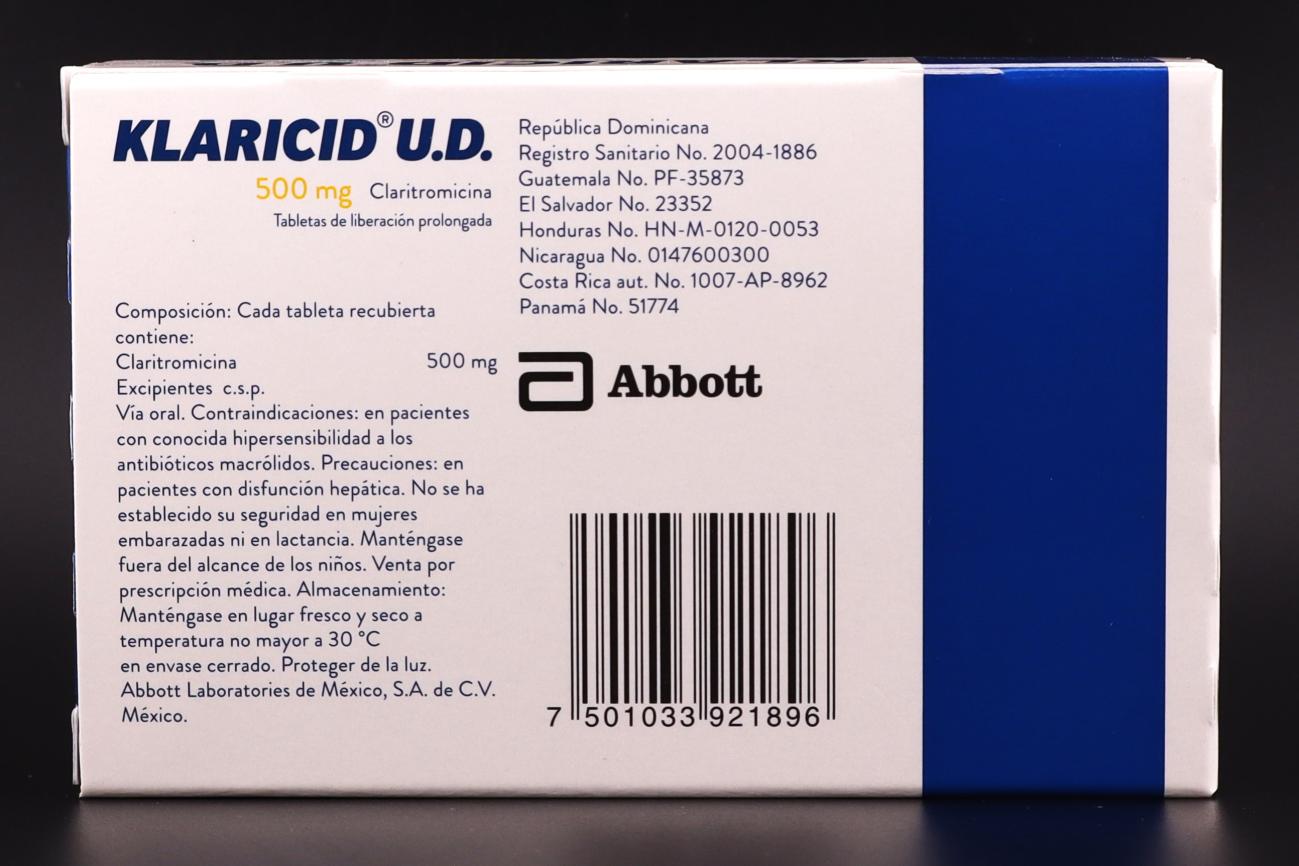 KLARICID® U.D.
500 mg Claritromicina
Tabletas de liberación prolongada
Composición: Cada tableta recubierta
contiene:
Claritromicina 500 mg
Excipientes c.s.p.
Vía oral. Contraindicaciones: en pacientes
con conocida hipersensibilidad a los
antibióticos macrólidos. Precauciones: en
pacientes con disfunción hepática. No se ha
establecido su seguridad en mujeres
embarazadas ni en lactancia. Manténgase
fuera del alcance de los niños. Venta por
prescripción médica. Almacenamiento:
Manténgase en lugar fresco y seco a
temperatura no mayor a 30 °C
en envase cerrado. Proteger de la luz.
Abbott Laboratories de México, S.A. de C.V.
México.
República Dominicana
Registro Sanitario No. 2004-1886
Guatemala No. PF-35873
El Salvador No. 23352
Honduras No. HN-M-0120-0053
Nicaragua No. 0147600300
Costa Rica aut. No. 1007-AP-8962
Panamá No. 51774
Abbott
7 501033 921896